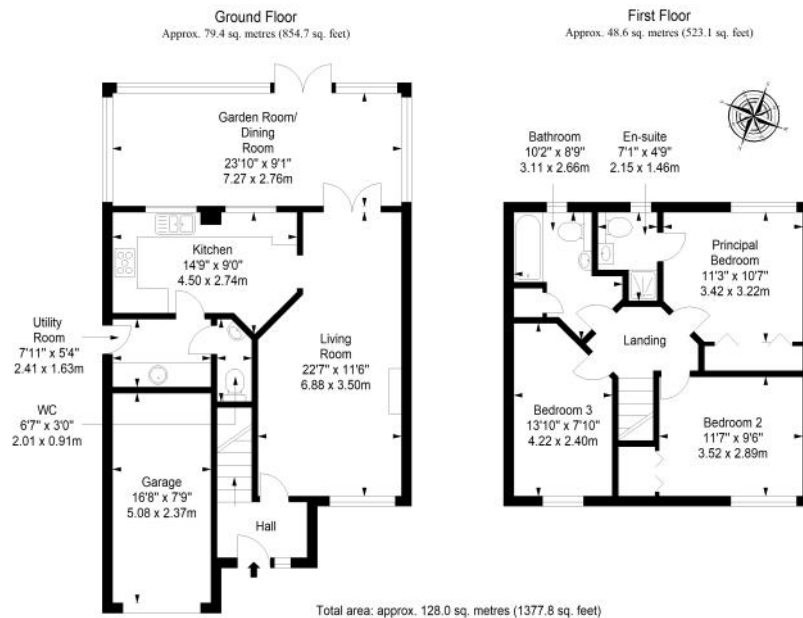 Ground Floor
Approx. 79.4 sq. metres (854.7 sq. feet)
Garden Room/
Dining
Room
23'10" x 9'1"
7.27 x 2.76m
Kitchen
14'9" x 9'0"
4.50 x 2.74m
Utility
Room
7'11" x 5'4"
2.41 x 1.63m
Living
Room
22'7" x 11'6"
6.88 x 3.50m
WC
6'7" x 3'0"
2.01 x 0.91m
Garage
16'8" x 7'9"
5.08 x 2.37m
Hall
First Floor
Approx. 48.6 sq. metres (523.1 sq. feet)
Bathroom
10'2" x 8'9"
3.11 x 2.66m
En-suite
7'1" x 4'9"
2.15 x 1.46m
Principal
Bedroom
11'3" x 10'7"
3.42 x 3.22m
Landing
Bedroom 3
13'10" x 7'10"
4.22 x 2.40m
Bedroom 2
11'7" x 9'6"
3.52 x 2.89m
Total area: approx. 128.0 sq. metres (1377.8 sq. feet)